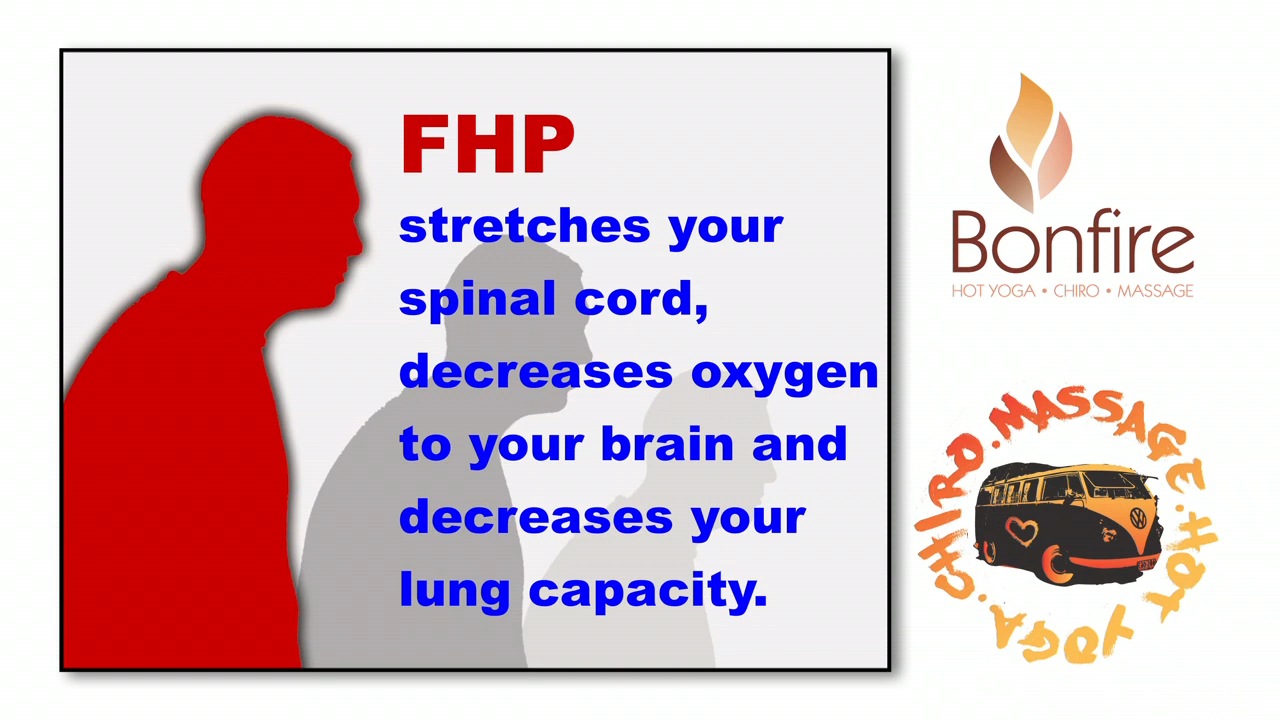 FHP
stretches your
spinal cord,
decreases oxygen
to your brain and
decreases your
lung capacity.
Bonfire
HOT YOGA • CHIRO • MASSAGE
CHIRO.MASSAGE.HOT YOGA.